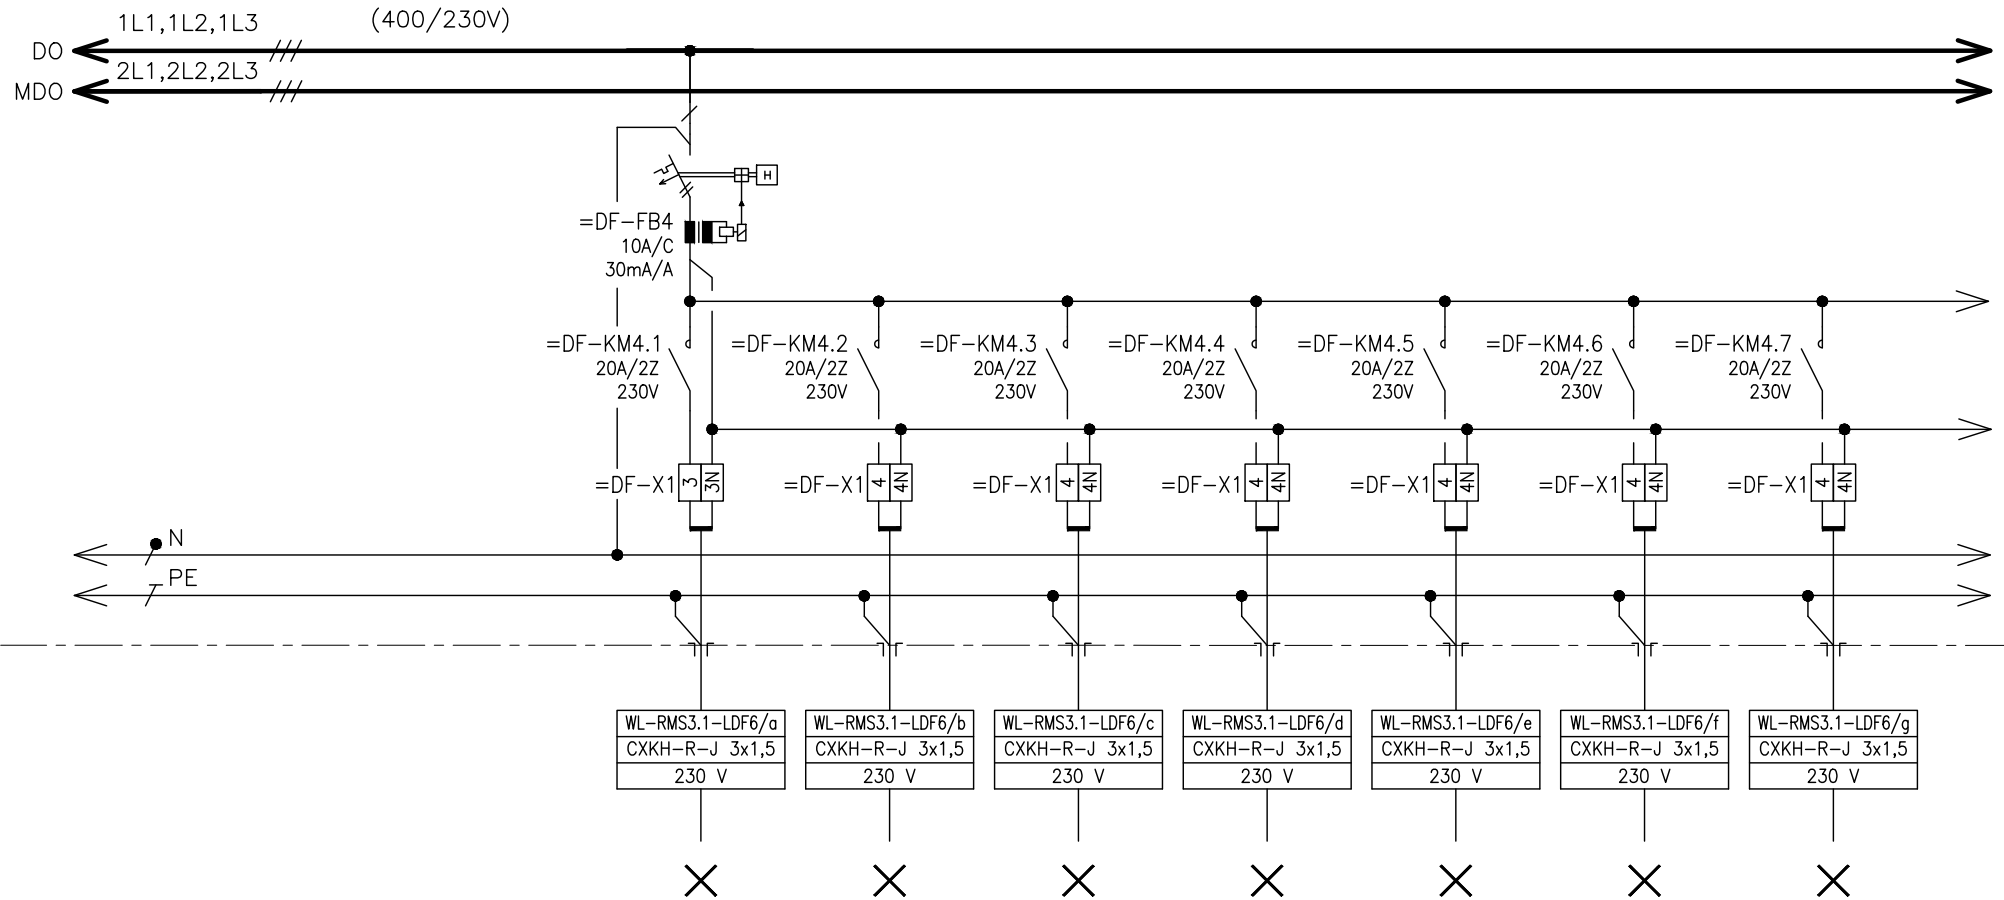 1L1,1L2,1L3 (400/230V)
DO
2L1,2L2,2L3
MDO
H
=DF-FB4
10A/C
30mA/A
=DF-KM4.1 =DF-KM4.2 =DF-KM4.3 =DF-KM4.4 =DF-KM4.5 =DF-KM4.6 =DF-KM4.7
20A/2Z 20A/2Z 20A/2Z 20A/2Z 20A/2Z 20A/2Z 20A/2Z
230V 230V 230V 230V 230V 230V 230V
=DF-X1 3 3N =DF-X1 4 4N =DF-X1 4 4N =DF-X1 4 4N =DF-X1 4 4N =DF-X1 4 4N =DF-X1 4 4N
N
PE
WL-RMS3.1-LDF6/a WL-RMS3.1-LDF6/b WL-RMS3.1-LDF6/c WL-RMS3.1-LDF6/d WL-RMS3.1-LDF6/e WL-RMS3.1-LDF6/f WL-RMS3.1-LDF6/g
CXKH-R-J 3x1,5 CXKH-R-J 3x1,5 CXKH-R-J 3x1,5 CXKH-R-J 3x1,5 CXKH-R-J 3x1,5 CXKH-R-J 3x1,5 CXKH-R-J 3x1,5
230 V 230 V 230 V 230 V 230 V 230 V 230 V